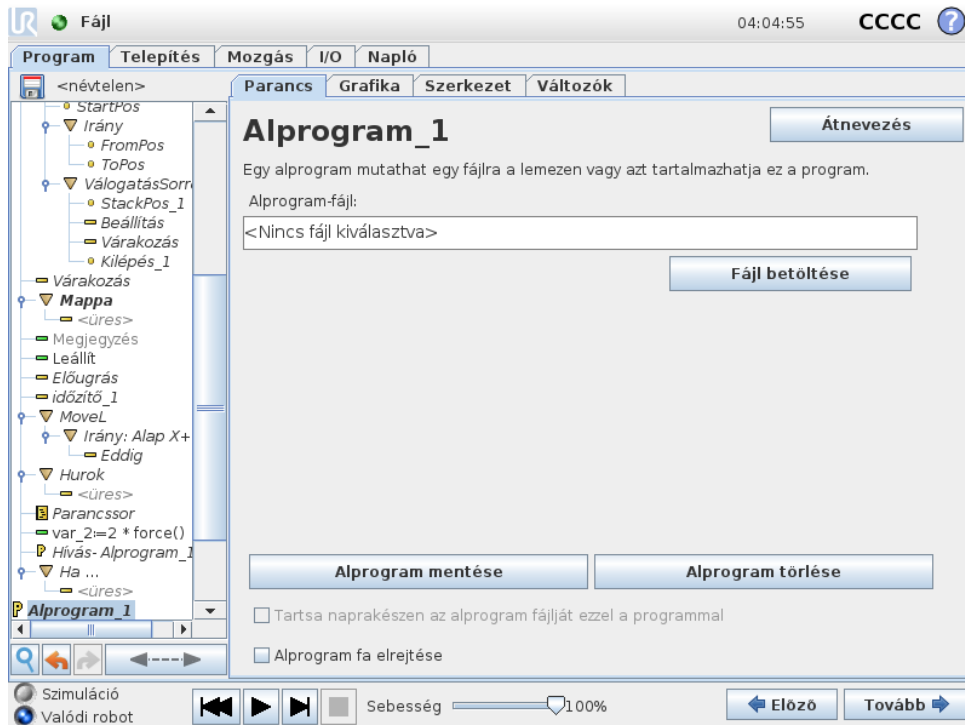 Fájl
04:04:55
CCCC
?
Program
Telepítés
Mozgás
I/O
Napló
<névtelen>
Parancs
Grafika
Szerkezet
Változók
StartPos
Irány
FromPos
ToPos
VálogatásSorr
StackPos_1
Beállítás
Várakozás
Kilépés_1
Várakozás
Mappa
<üres>
Megjegyzés
Leállít
Előugrás
időzítő_1
MoveL
Irány: Alap X+
Eddig
Hurok
<üres>
Parancssor
var_2:=2 * force()
Hívás- Alprogram_1
Ha ...
<üres>
Alprogram_1
Alprogram_1
Átnevezés
Egy alprogram mutathat egy fájlra a lemezen vagy azt tartalmazhatja ez a program.
Alprogram-fájl:
<Nincs fájl kiválasztva>
Fájl betöltése
Alprogram mentése
Alprogram törlése
Tartsa naprakészen az alprogram fájlját ezzel a programmal
Alprogram fa elrejtése
Szimuláció
Valódi robot
Sebesség
100%
Előző
Tovább